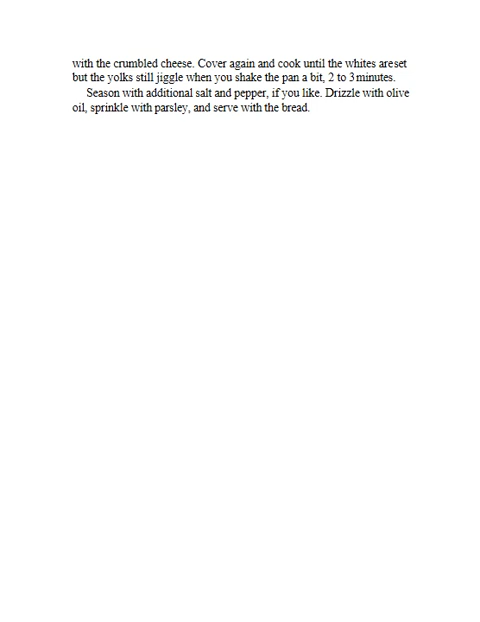 with the crumbled cheese. Cover again and cook until the whites are set
but the yolks still jiggle when you shake the pan a bit, 2 to 3 minutes.
Season with additional salt and pepper, if you like. Drizzle with olive
oil, sprinkle with parsley, and serve with the bread.